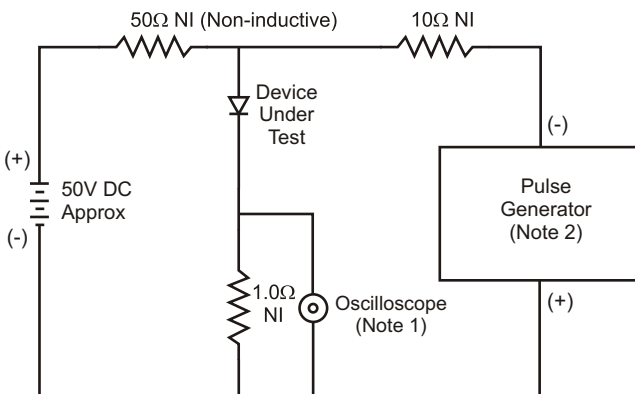 50Ω NI (Non-inductive)
10Ω NI
Device
Under
Test
(-)
(+)
50V DC
Approx
(-)
Pulse
Generator
(Note 2)
1.0Ω
NI
Oscilloscope
(Note 1)
(+)